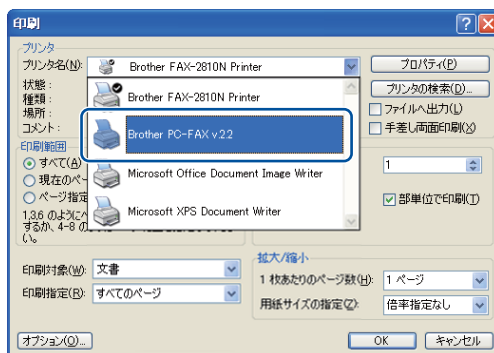 印刷
プリンタ
プリンタ名(N): Brother FAX-2810N Printer プロパティ(P)
状態: プリンタの検索(D)...
種類: Brother FAX-2810N Printer
場所: ファイルへ出力(L)
コメント: Brother PC-FAX v.2.2 手差し両面印刷(X)
印刷範囲
すべて(A) 1
現在のペー Microsoft Office Document Image Writer
ページ指定 部単位で印刷(T)
1,3,6 のように Microsoft XPS Document Writer
するか、4-8 の
い。
拡大/縮小
印刷対象(W): 文書 1 枚あたりのページ数(H): 1 ページ
印刷指定(R): すべてのページ 用紙サイズの指定(Z): 倍率指定なし
オプション(O)... OK キャンセル